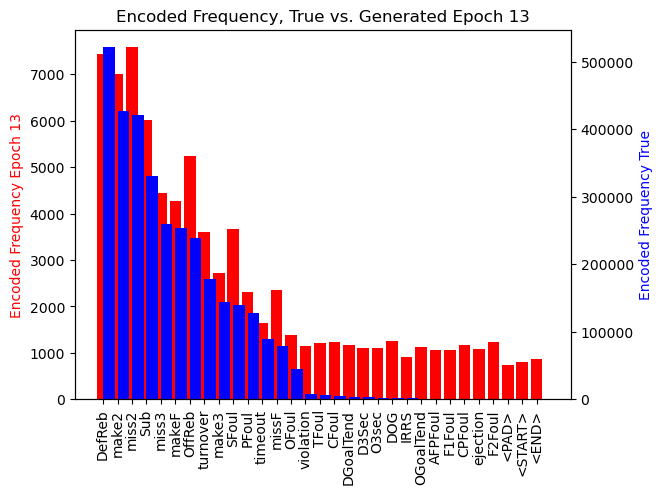 Encoded Frequency, True vs. Generated Epoch 13
Encoded Frequency Epoch 13
7000
6000
5000
4000
3000
2000
1000
0
500000
400000
300000
200000
100000
0
Encoded Frequency True
DefReb
make2
miss2
Sub
miss3
makeF
OffReb
turnover
make3
SFoul
PFoul
timeout
missF
OFoul
violation
TFoul
CFoul
DGoalTend
D3Sec
O3sec
DOG
IRRS
OGoalTend
AFPFoul
F1Foul
CPFoul
ejection
F2Foul
<PAD>
<START>
<END>